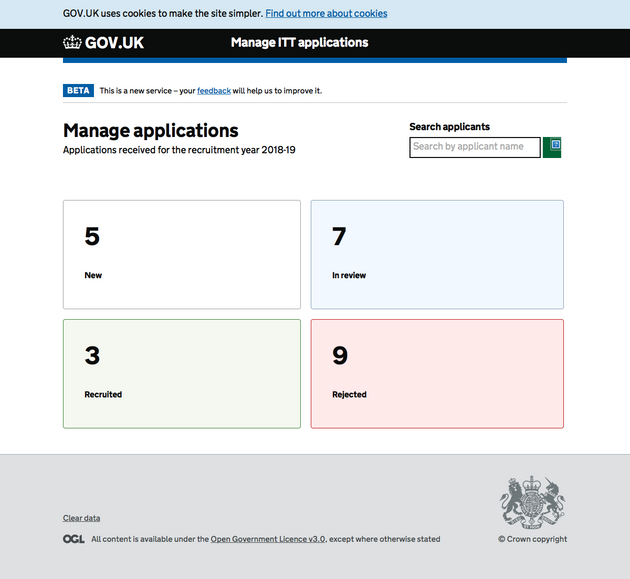 GOV.UK uses cookies to make the site simpler. Find out more about cookies
GOV.UK Manage ITT applications
BETA This is a new service – your feedback will help us to improve it.
Manage applications
Applications received for the recruitment year 2018-19
Search applicants
Search by applicant name
5
New
7
In review
3
Recruited
9
Rejected
Clear data
OGL All content is available under the Open Government Licence v3.0, except where otherwise stated
© Crown copyright